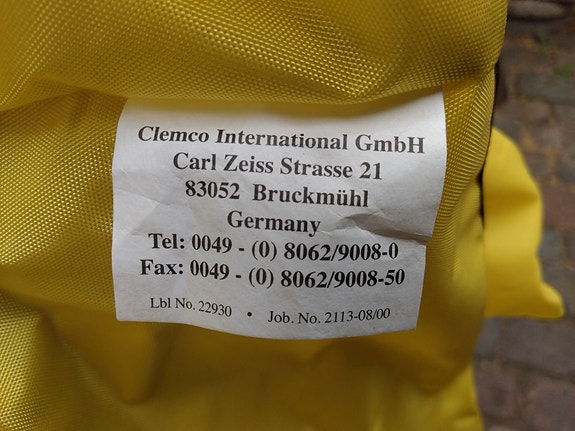 Clemco International GmbH
Carl Zeiss Strasse 21
83052 Bruckmühl
Germany
Tel: 0049 - (0) 8062/9008-0
Fax: 0049 - (0) 8062/9008-50
Lbl No. 22930 • Job. No. 2113-08/00